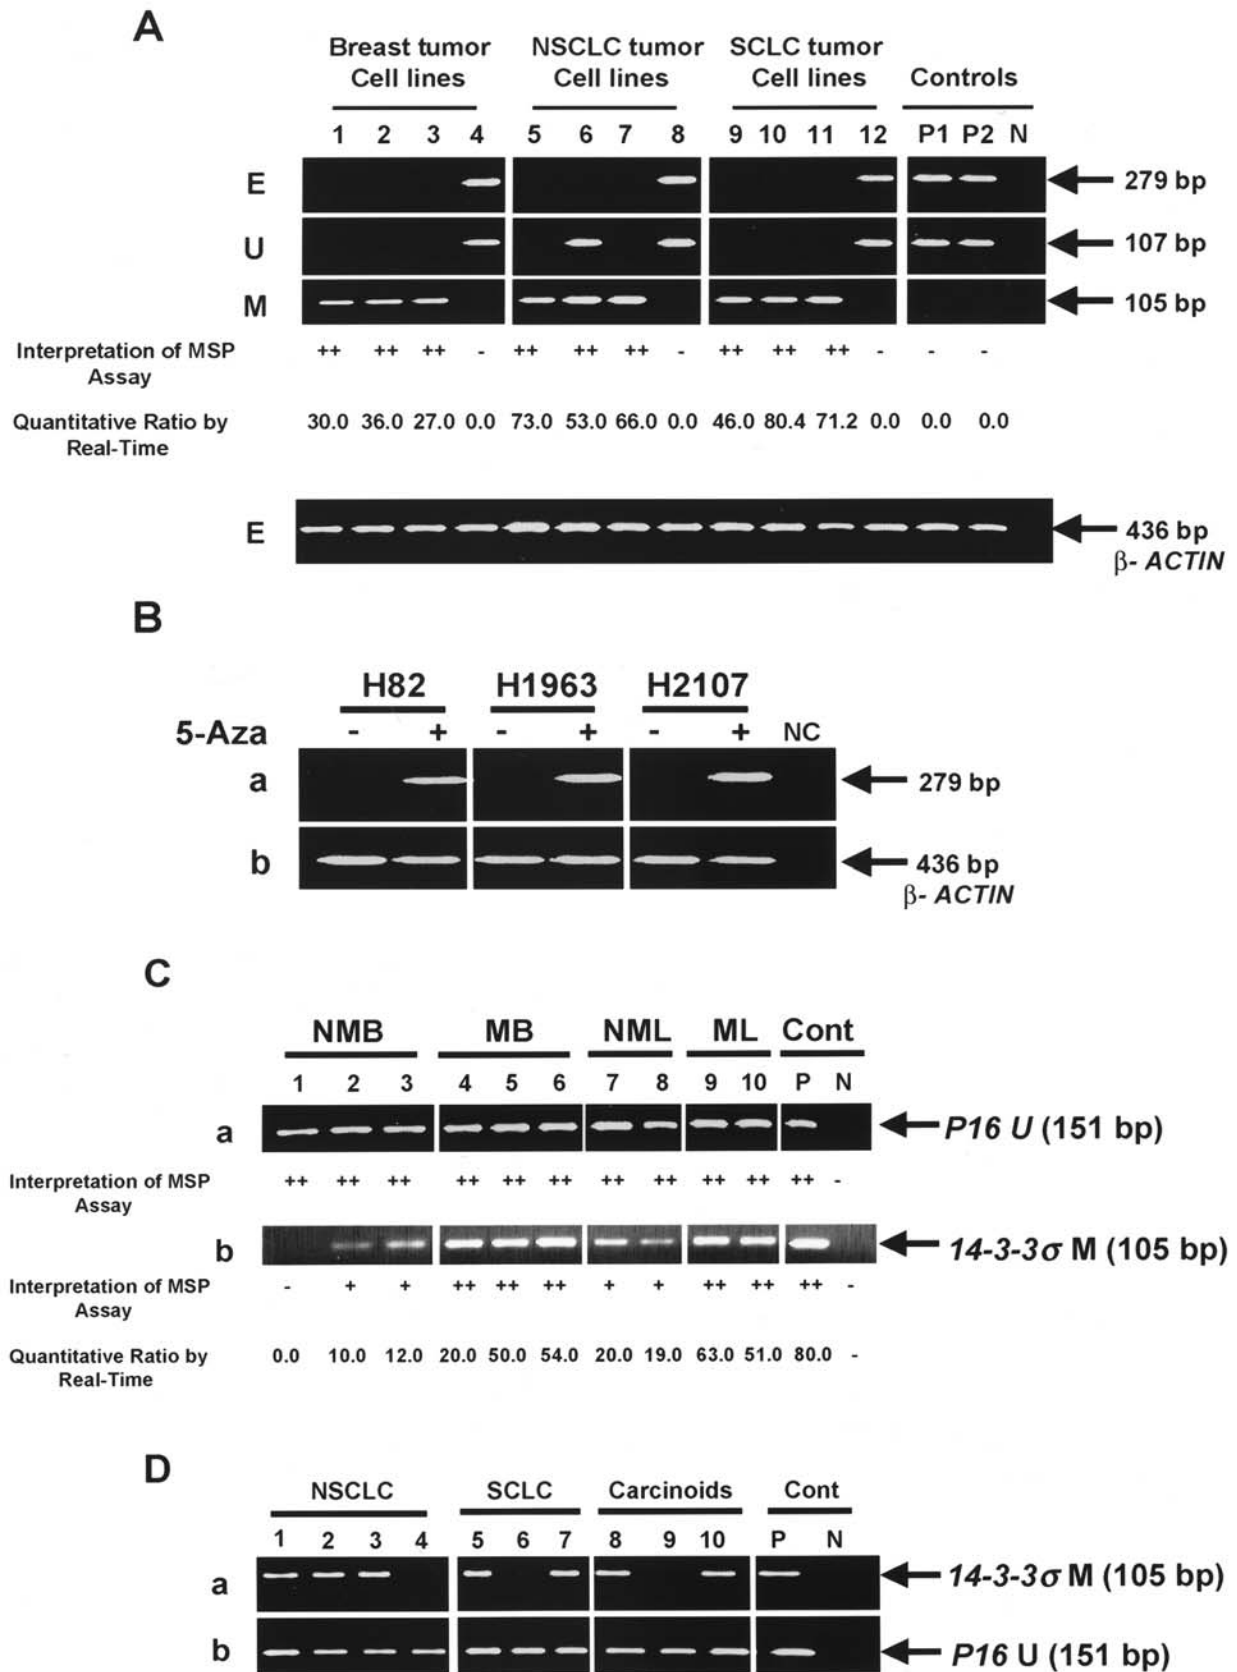 A
Breast tumor Cell lines
NSCLC tumor Cell lines
SCLC tumor Cell lines
Controls
1 2 3 4 5 6 7 8 9 10 11 12 P1 P2 N
E 279 bp
U 107 bp
M 105 bp
Interpretation of MSP Assay
++ ++ ++ - ++ ++ ++ - ++ ++ ++ - - -
Quantitative Ratio by Real-Time
30.0 36.0 27.0 0.0 73.0 53.0 66.0 0.0 46.0 80.4 71.2 0.0 0.0 0.0
E 436 bp
β- ACTIN
B
H82 H1963 H2107
5-Aza - + - + - + NC
a 279 bp
b 436 bp
β- ACTIN
C
NMB MB NML ML Cont
1 2 3 4 5 6 7 8 9 10 P N
a P16 U (151 bp)
Interpretation of MSP Assay
++ ++ ++ ++ ++ ++ ++ ++ ++ ++ ++ -
b 14-3-3σ M (105 bp)
Interpretation of MSP Assay
- + + ++ ++ ++ + + ++ ++ ++ -
Quantitative Ratio by Real-Time
0.0 10.0 12.0 20.0 50.0 54.0 20.0 19.0 63.0 51.0 80.0 -
D
NSCLC SCLC Carcinoids Cont
1 2 3 4 5 6 7 8 9 10 P N
a 14-3-3σ M (105 bp)
b P16 U (151 bp)